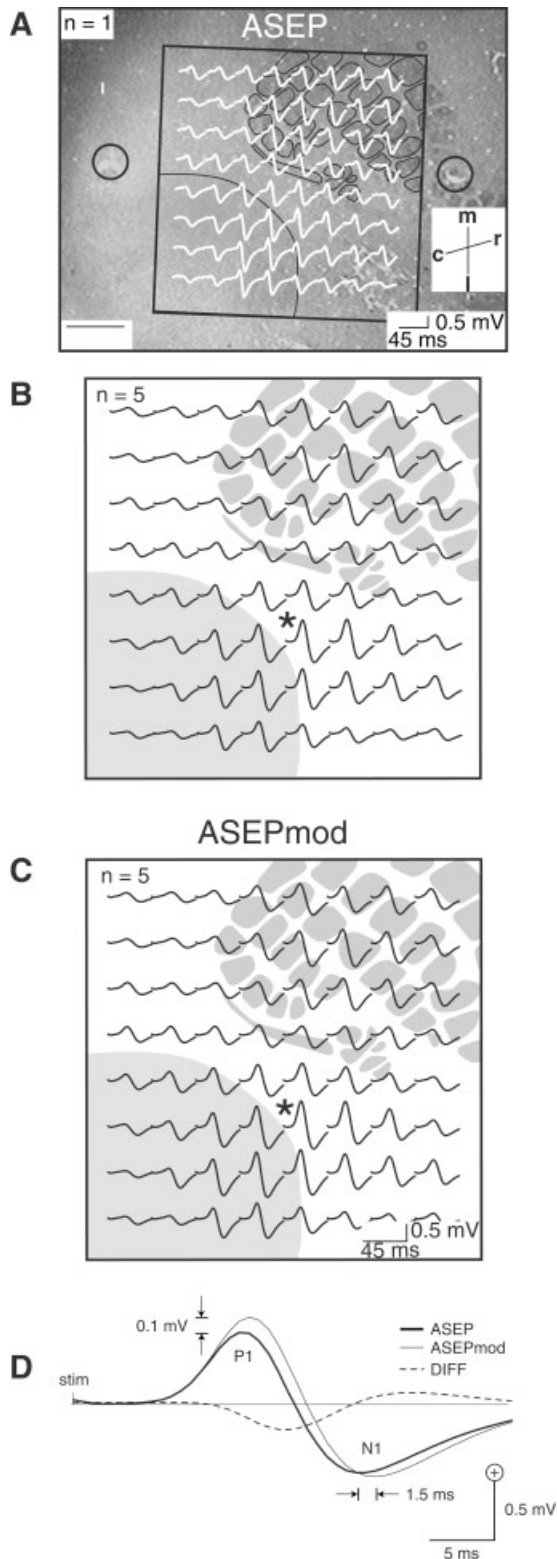 A
n = 1
ASEP
m
c
r
l
0.5 mV
45 ms
B
n = 5
*
ASEPmod
C
n = 5
*
0.5 mV
45 ms
D
0.1 mV
stim
P1
N1
ASEP
ASEPmod
DIFF
1.5 ms
+
0.5 mV
5 ms